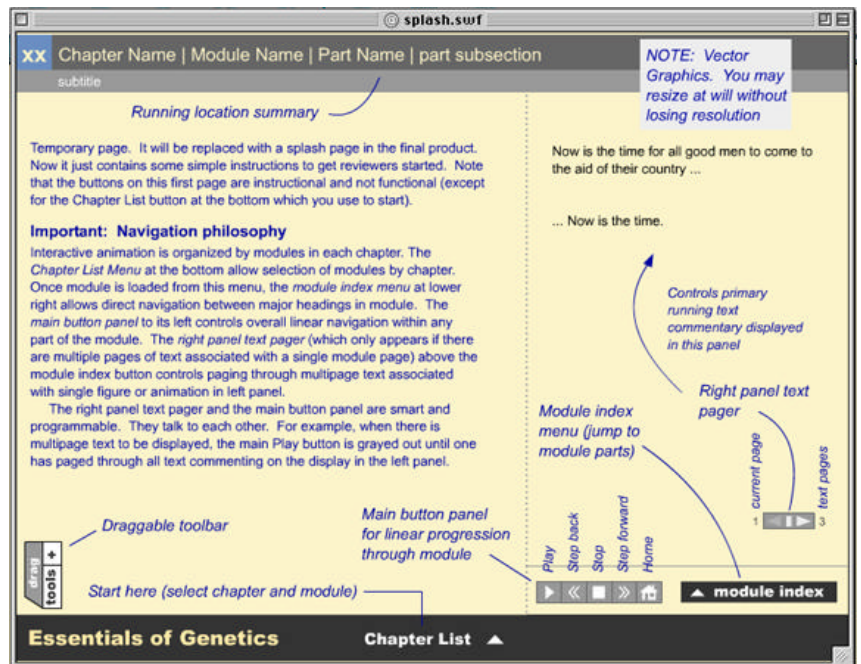 splash.swf
xx Chapter Name | Module Name | Part Name | part subsection
subtitle
NOTE: Vector
Graphics. You may
resize at will without
losing resolution
Running location summary
Temporary page. It will be replaced with a splash page in the final product.
Now it just contains some simple instructions to get reviewers started. Note
that the buttons on this first page are instructional and not functional (except
for the Chapter List button at the bottom which you use to start).
Important: Navigation philosophy
Interactive animation is organized by modules in each chapter. The
Chapter List Menu at the bottom allow selection of modules by chapter.
Once module is loaded from this menu, the module index menu at lower
right allows direct navigation between major headings in module. The
main button panel to its left controls overall linear navigation within any
part of the module. The right panel text pager (which only appears if there
are multiple pages of text associated with a single module page) above the
module index button controls paging through multipage text associated
with single figure or animation in left panel.
The right panel text pager and the main button panel are smart and
programmable. They talk to each other. For example, when there is
multipage text to be displayed, the main Play button is grayed out until one
has paged through all text commenting on the display in the left panel.
Now is the time for all good men to come to
the aid of their country ...
... Now is the time.
Controls primary
running text
commentary displayed
in this panel
Right panel text
pager
Module index
menu (jump to
module parts)
current page
text pages
1 3
Draggable toolbar
Main button panel
for linear progression
through module
Play
Step back
Stop
Step forward
Home
drag
tools +
Start here (select chapter and module)
module index
Essentials of Genetics
Chapter List